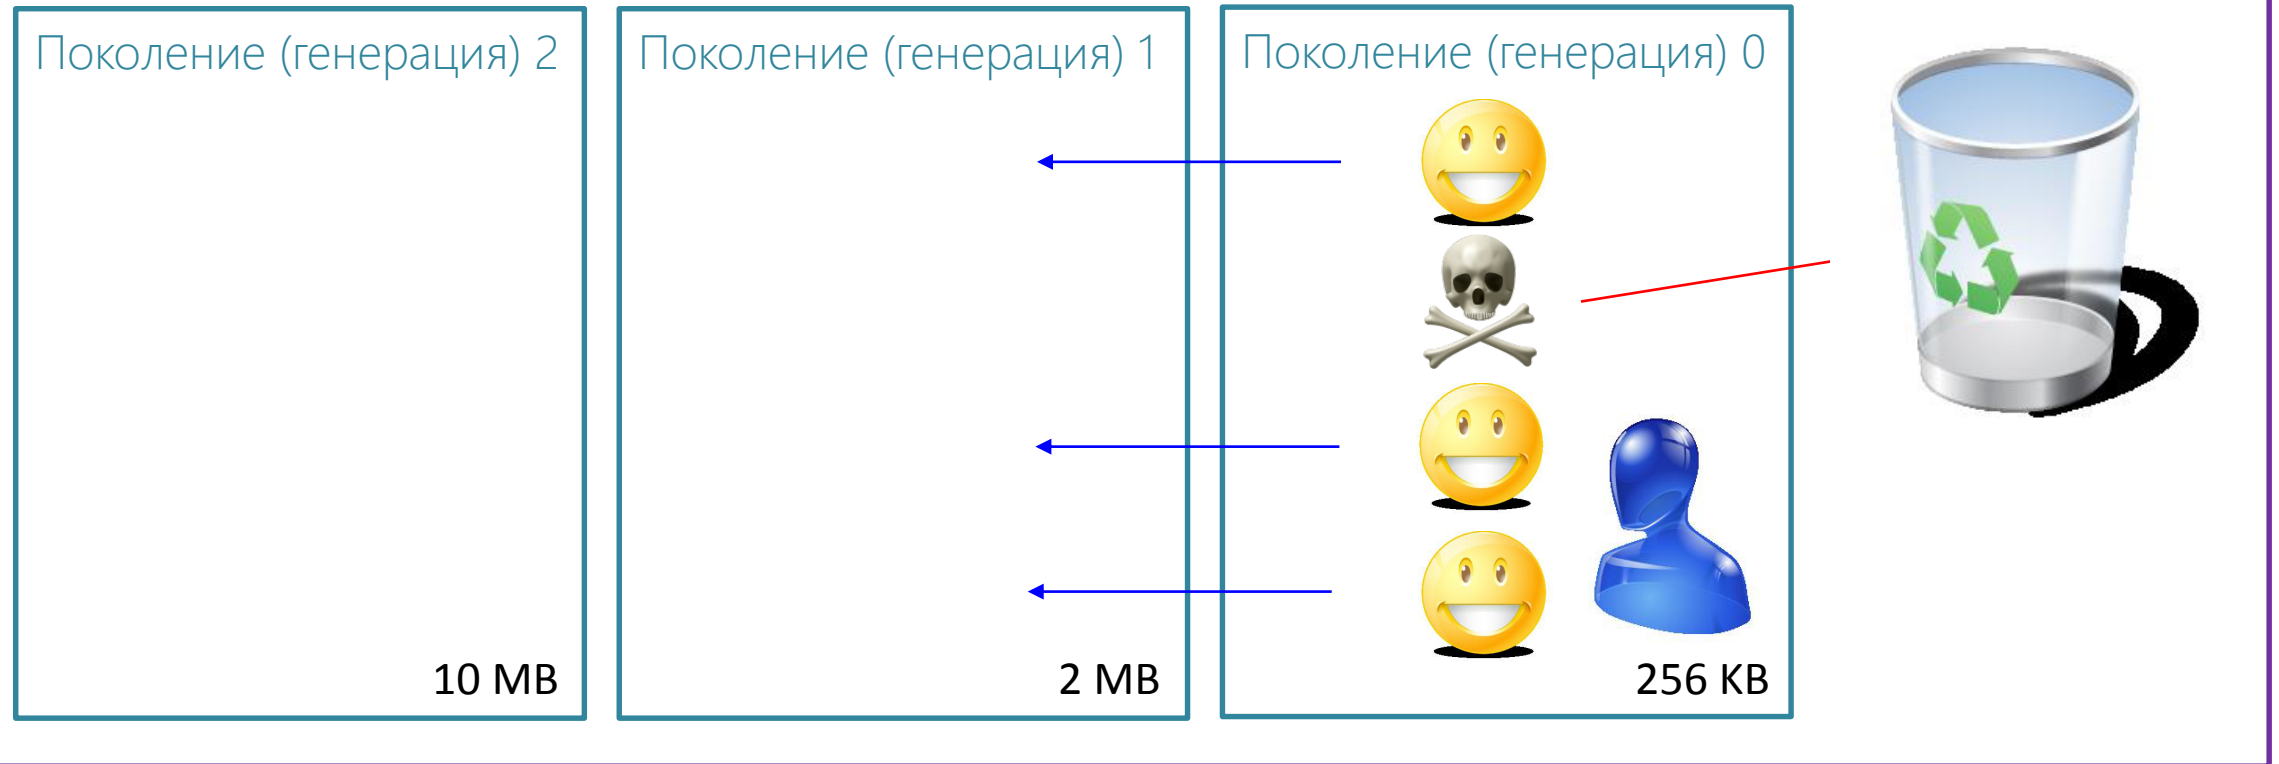 Поколение (генерация) 2
10 MB
Поколение (генерация) 1
2 MB
Поколение (генерация) 0
256 KB